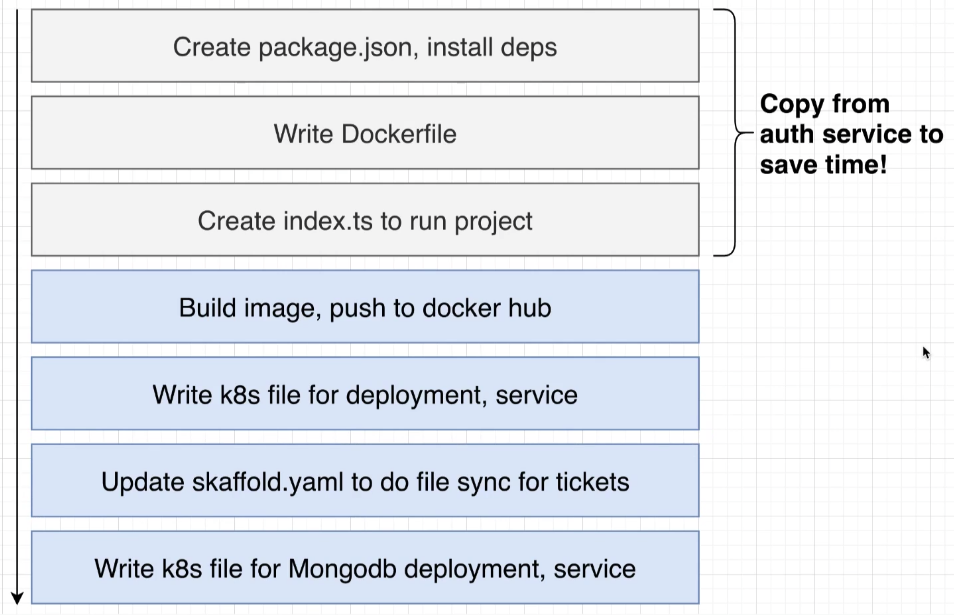 Create package.json, install deps
Write Dockerfile
Create index.ts to run project
Copy from
auth service to
save time!
Build image, push to docker hub
Write k8s file for deployment, service
Update skaffold.yaml to do file sync for tickets
Write k8s file for Mongodb deployment, service